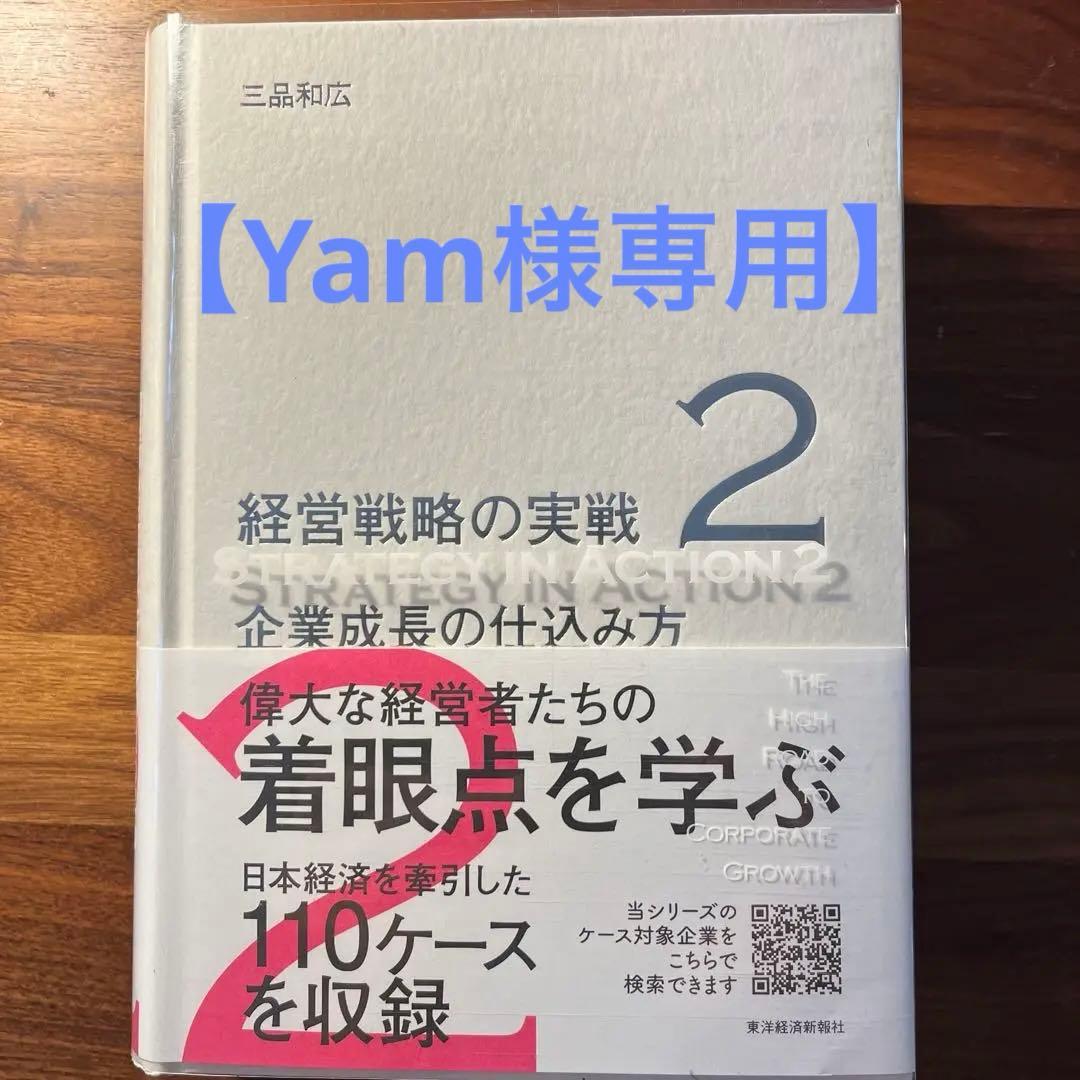 三品和広
【Yam様専用】
2
経営戦略の実戦
STRATEGY IN ACTION 2
企業成長の仕込み方
THE
HIGH
ROAD
TO
CORPORATE
GROWTH
偉大な経営者たちの
着眼点を学ぶ
日本経済を牽引した
110ケース
を収録
2
当シリーズの
ケース対象企業を
こちらで
検索できます
東洋経済新報社